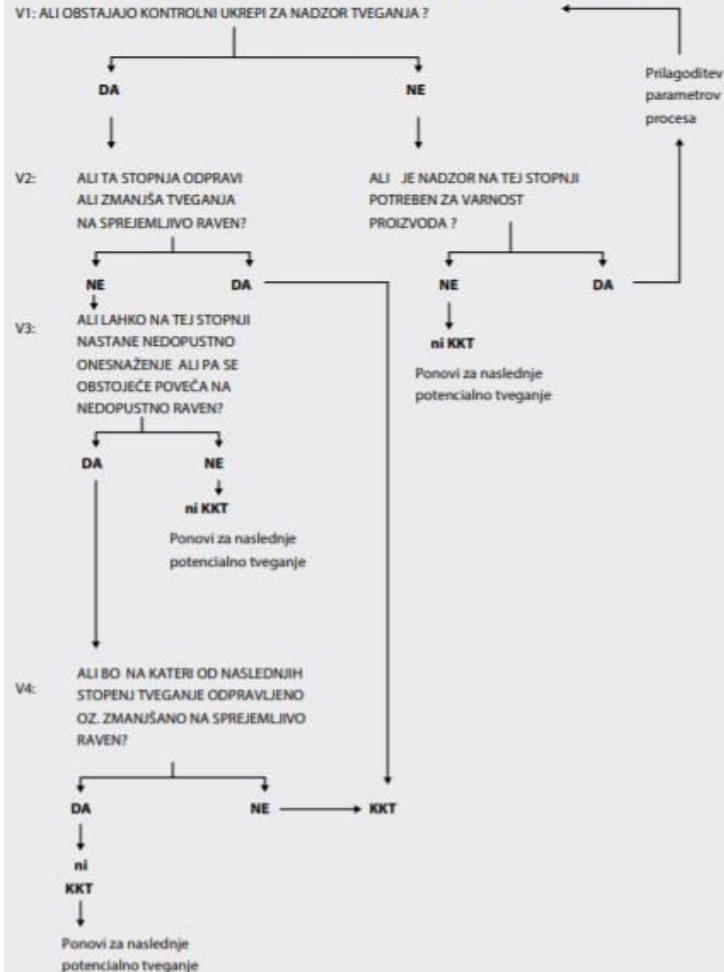 V1: ALI OBSTAJAJO KONTROLNI UKREPI ZA NADZOR TVEGANJA ?
Prilagoditev
parametrov
procesa
DA
NE
V2:
ALI TA STOPNJA ODPRAVI
ALI ZMANJŠA TVEGANJA
NA SPREJEMLJIVO RAVEN?
ALI JE NADZOR NA TEJ STOPNJI
POTREBEN ZA VARNOST
PROIZVODA ?
NE
DA
NE
DA
V3:
ALI LAHKO NA TEJ STOPNJI
NASTANE NEDOPUSTNO
ONESNAŽENJE ALI PA SE
OBSTOJEČE POVEČA NA
NEDOPUSTNO RAVEN?
ni KKT
Ponovi za naslednje
potencialno tveganje
DA
NE
ni KKT
Ponovi za naslednje
potencialno tveganje
V4:
ALI BO NA KATERI OD NASLEDNJIH
STOPENJ TVEGANJE ODPRAVLJENO
OZ. ZMANJŠANO NA SPREJEMLJIVO
RAVEN?
DA
NE
KKT
ni
KKT
Ponovi za naslednje
potencialno tveganje